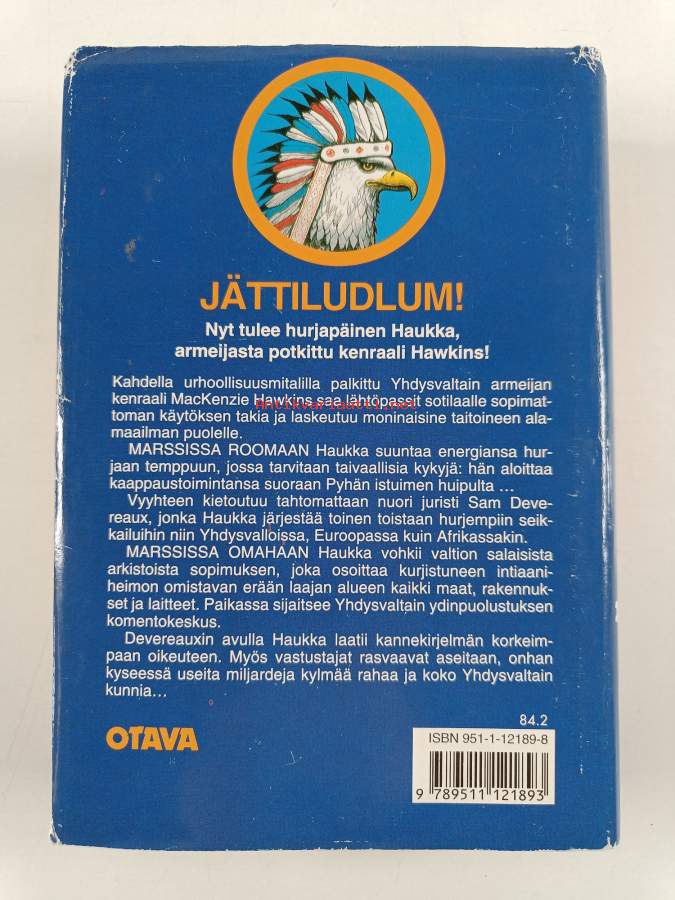 JÄTTILUDLUM!
Nyt tulee hurjapäinen Haukka,
armeijasta potkittu kenraali Hawkins!
Kahdella urhoollisuusmitalilla palkittu Yhdysvaltain armeijan
kenraali MacKenzie Hawkins saa lähtöpassit sotilaalle sopimat-
Antikvariaatti.net
toman käytöksen takia ja laskeutuu moninaisine taitoineen ala-
maailman puolelle.
MARSSISSA ROOMAAN Haukka suuntaa energiansa hur-
jaan temppuun, jossa tarvitaan taivaallisia kykyjä: hän aloittaa
kaappaustoimintansa suoraan Pyhän istuimen huipulta ...
Vyyhteen kietoutuu tahtomattaan nuori juristi Sam Deve-
reaux, jonka Haukka järjestää toinen toistaan hurjempiin seik-
kailuihin niin Yhdysvalloissa, Euroopassa kuin Afrikassakin.
MARSSISSA OMAHAAN Haukka vohkii valtion salaisista
arkistoista sopimuksen, joka osoittaa kurjistuneen intiaani-
heimon omistavan erään laajan alueen kaikki maat, rakennuk-
set ja laitteet. Paikassa sijaitsee Yhdysvaltain ydinpuolustuksen
komentokeskus.
Devereauxin avulla Haukka laatii kannekirjelmän korkeim-
paan oikeuteen. Myös vastustajat rasvaavat aseitaan, onhan
kyseessä useita miljardeja kylmää rahaa ja koko Yhdysvaltain
kunnia...
84.2
OTAVA
ISBN 951-1-12189-8
9 789511 121893